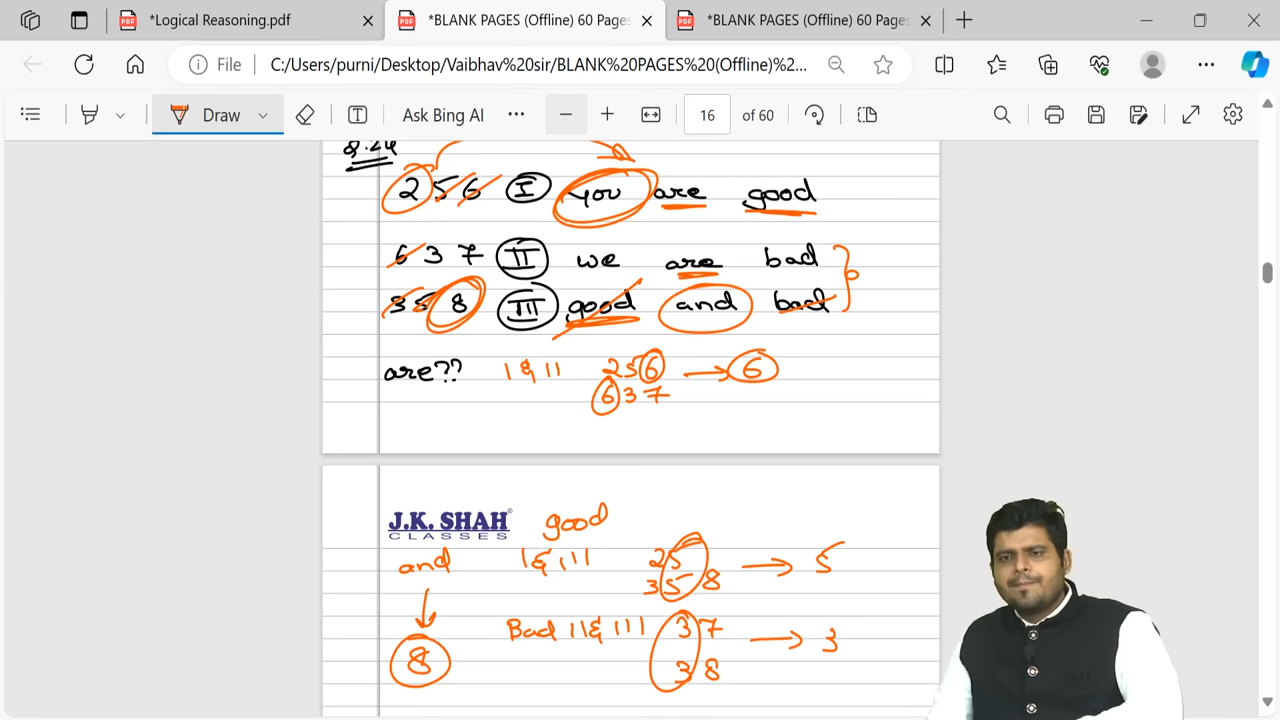 *Logical Reasoning.pdf
*BLANK PAGES (Offline) 60 Pages
*BLANK PAGES (Offline) 60 Pages
File C:/Users/purni/Desktop/Vaibhav%20sir/BLANK%20PAGES%20(Offline)%2...
Draw Ask Bing AI 16 of 60
Q.24
2 5 6 I You are good
6 3 7 II we are bad
3 5 8 III good and bad
are?? I & II 2 5 6 → 6
6 3 7
J.K. SHAH® good
CLASSES
and I & III 2 5 → 5
3 5 8
Bad II & III 3 7 → 3
8 3 8